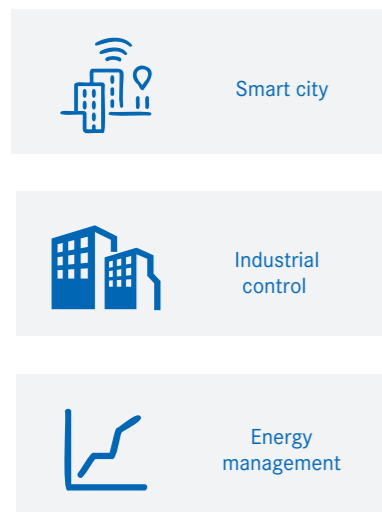 Smart city
Industrial
control
Energy
management